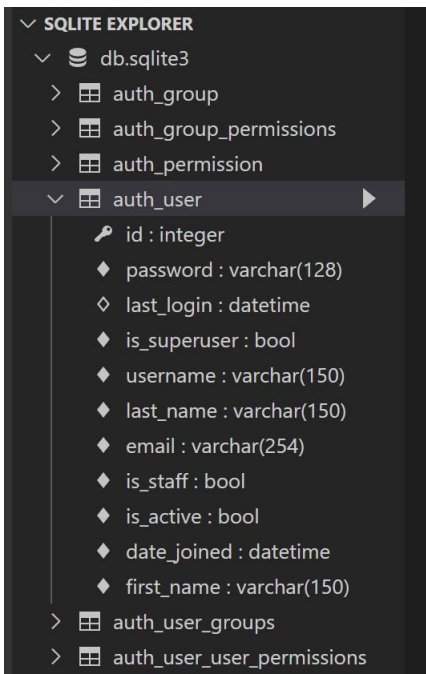 SQLITE EXPLORER
db.sqlite3
auth_group
auth_group_permissions
auth_permission
auth_user
id : integer
password : varchar(128)
last_login : datetime
is_superuser : bool
username : varchar(150)
last_name : varchar(150)
email : varchar(254)
is_staff : bool
is_active : bool
date_joined : datetime
first_name : varchar(150)
auth_user_groups
auth_user_user_permissions